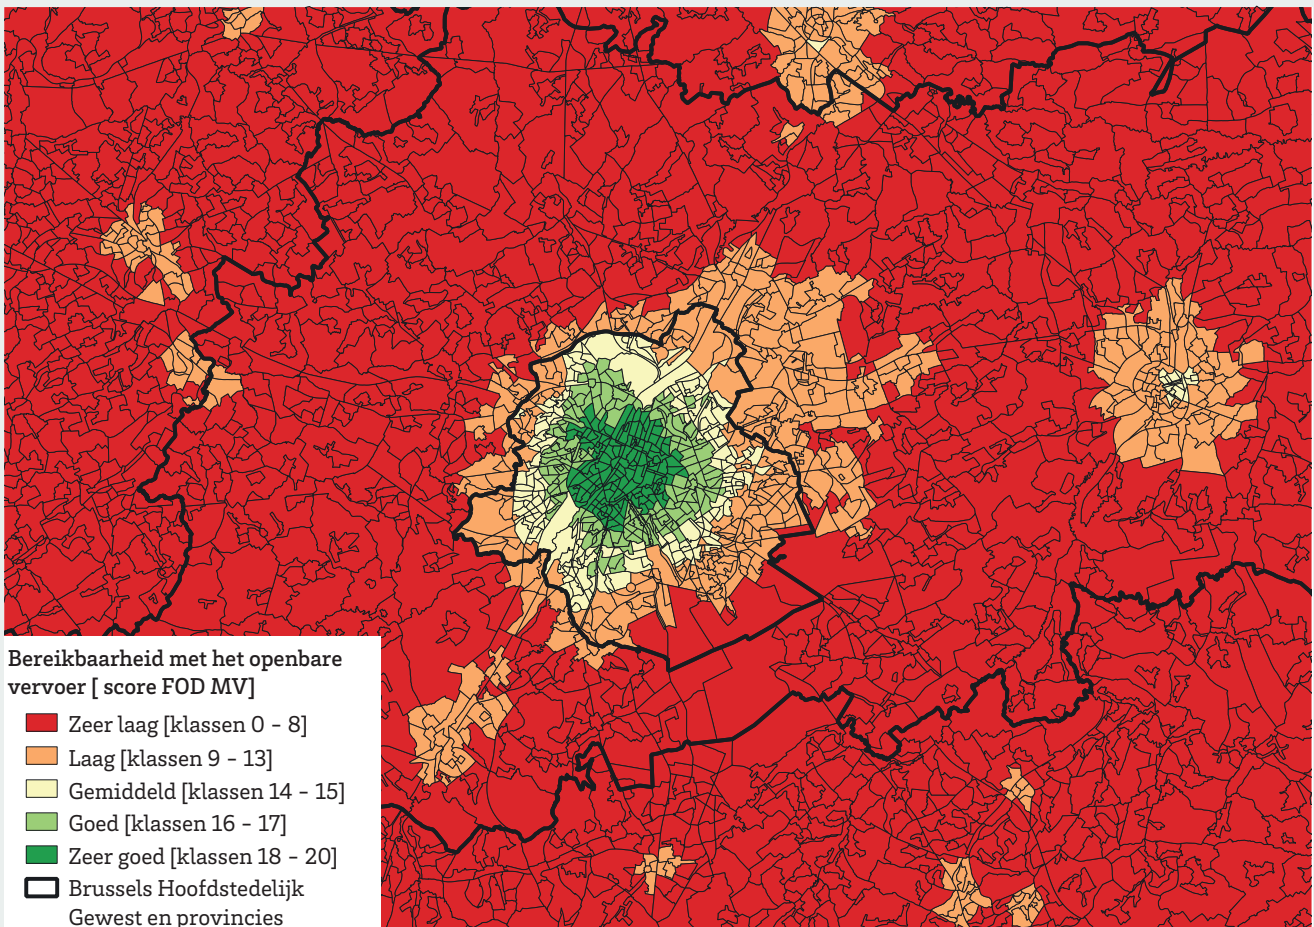 Bereikbaarheid met het openbare
vervoer [ score FOD MV]
Zeer laag [klassen 0 - 8]
Laag [klassen 9 - 13]
Gemiddeld [klassen 14 - 15]
Goed [klassen 16 - 17]
Zeer goed [klassen 18 - 20]
Brussels Hoofdstedelijk
Gewest en provincies